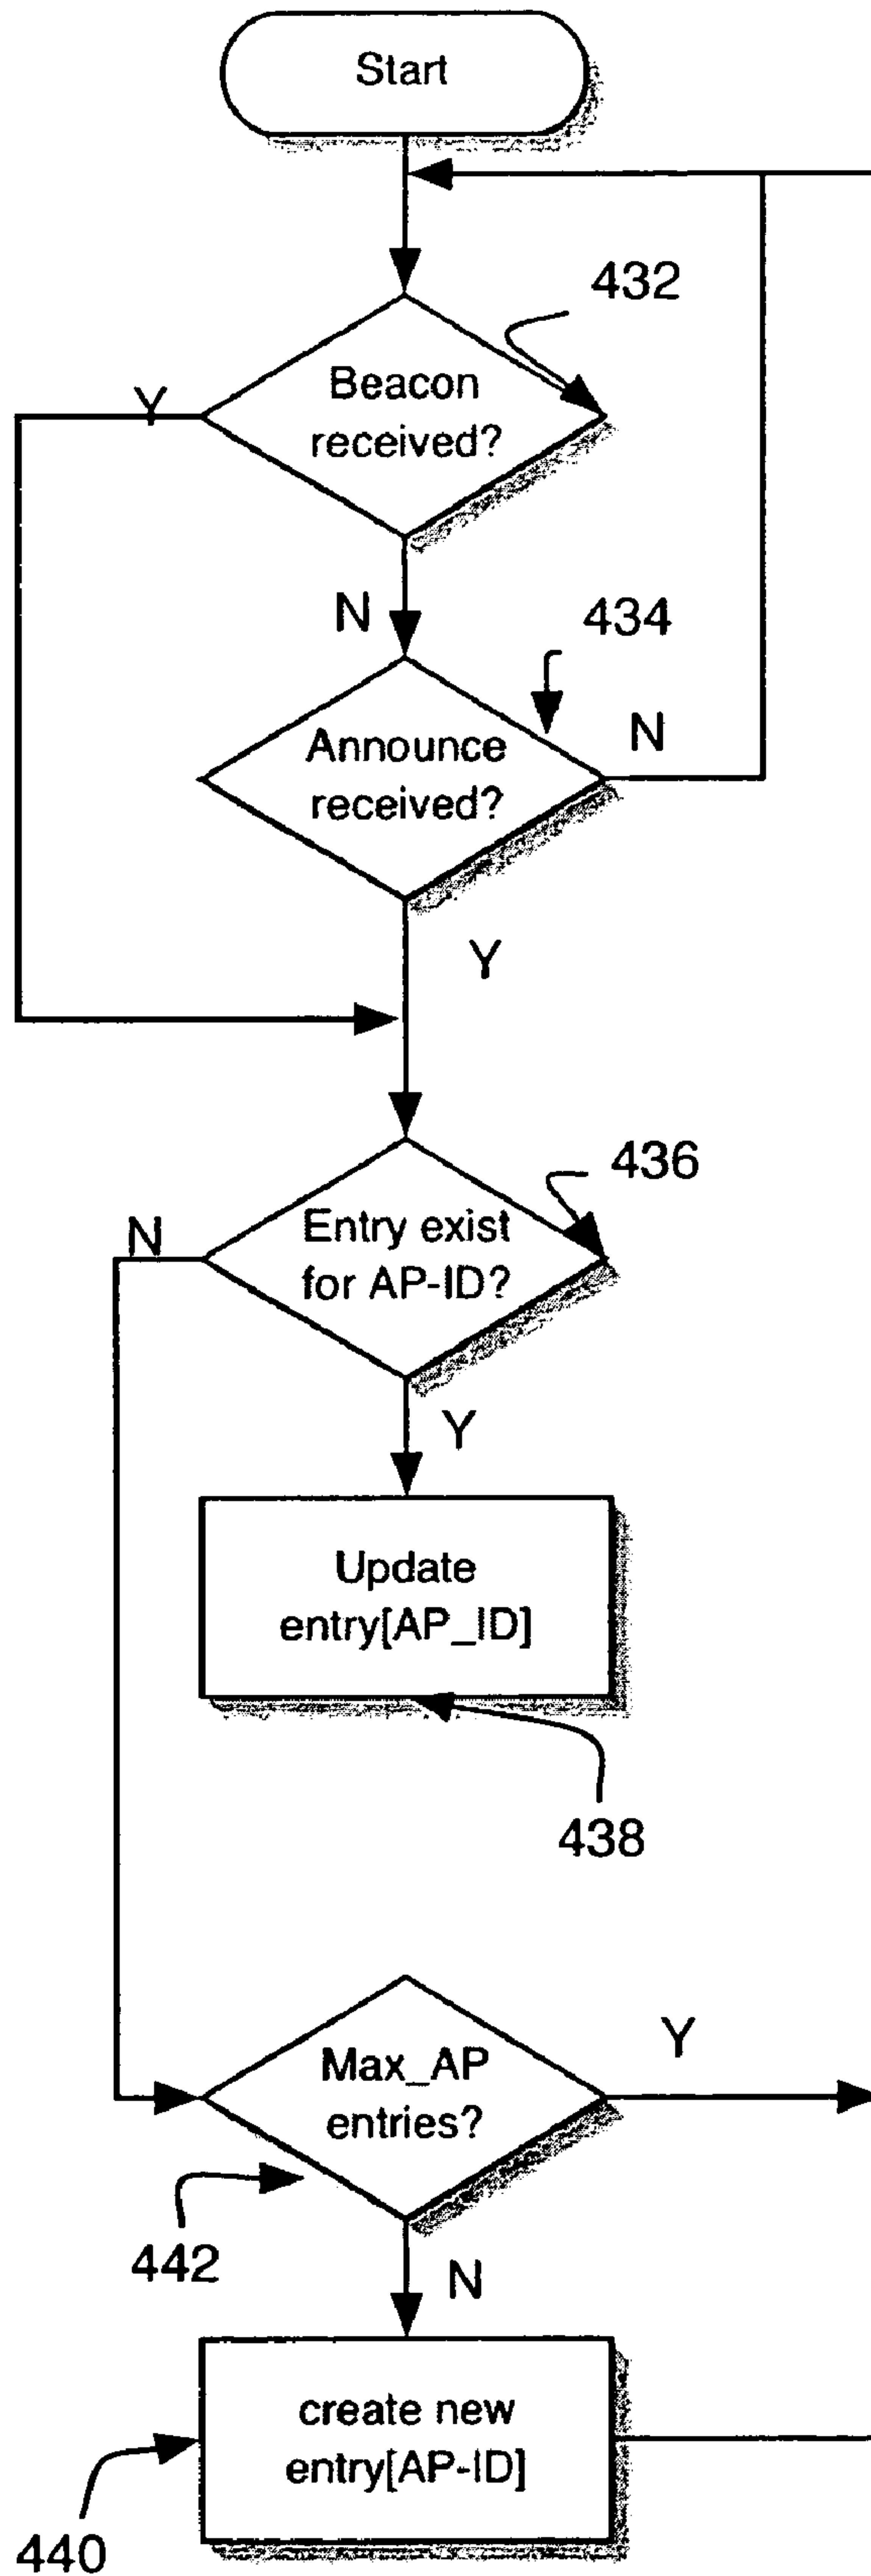 Start
432
Beacon
received?
Y
N
434
Announce
received?
N
Y
436
Entry exist
for AP-ID?
N
Y
Update
entry[AP_ID]
438
Max_AP
entries?
Y
442
N
create new
entry[AP-ID]
440